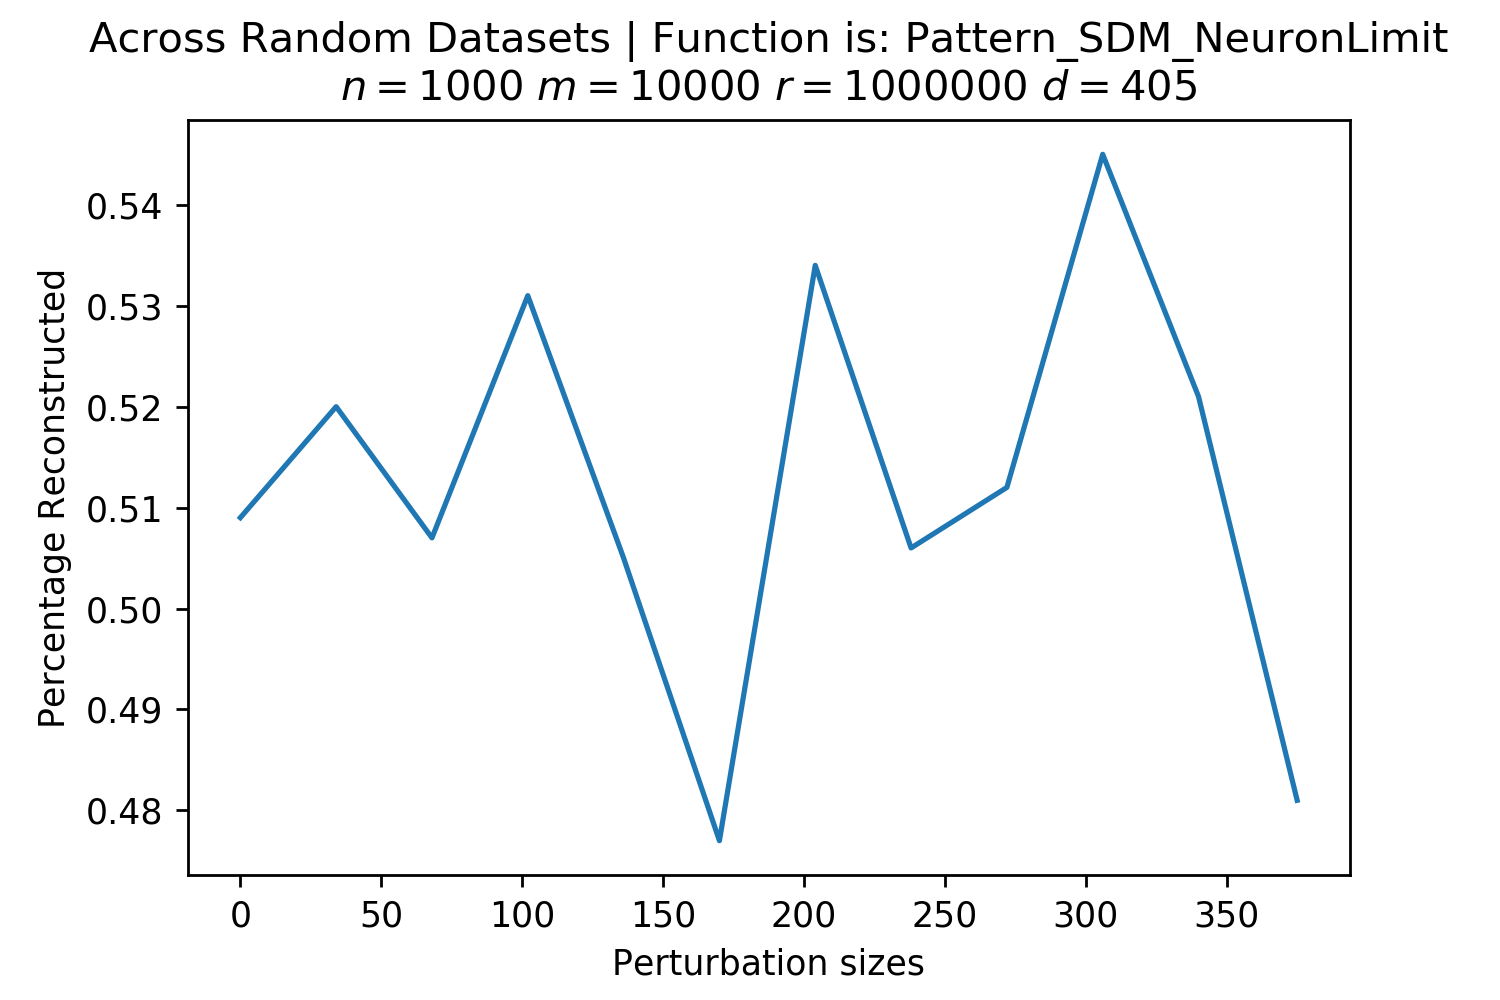 Across Random Datasets | Function is: Pattern_SDM_NeuronLimit
n = 1000 m = 10000 r = 1000000 d = 405
0.54
0.53
0.52
0.51
0.50
0.49
0.48
Percentage Reconstructed
0 50 100 150 200 250 300 350
Perturbation sizes